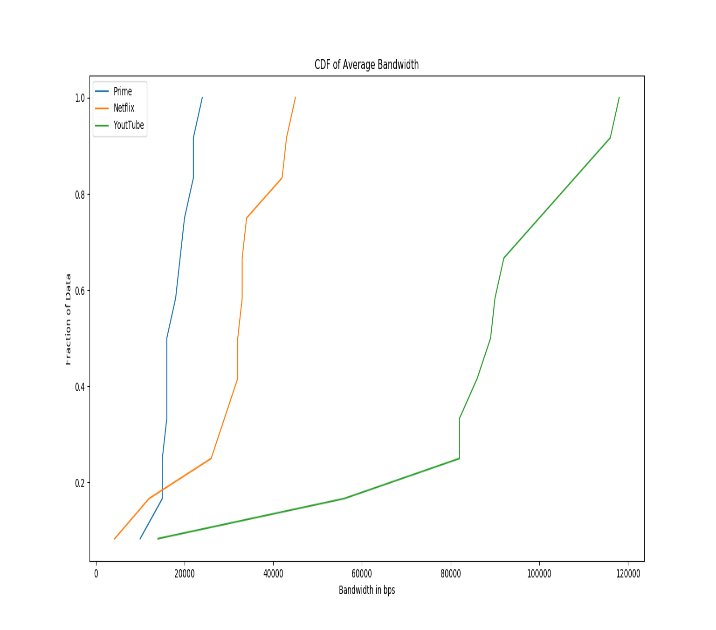 CDF of Average Bandwidth
Prime
Netflix
YoutTube
1.0
0.8
0.6
0.4
0.2
Fraction of Data
0 20000 40000 60000 80000 100000 120000
Bandwidth in bps